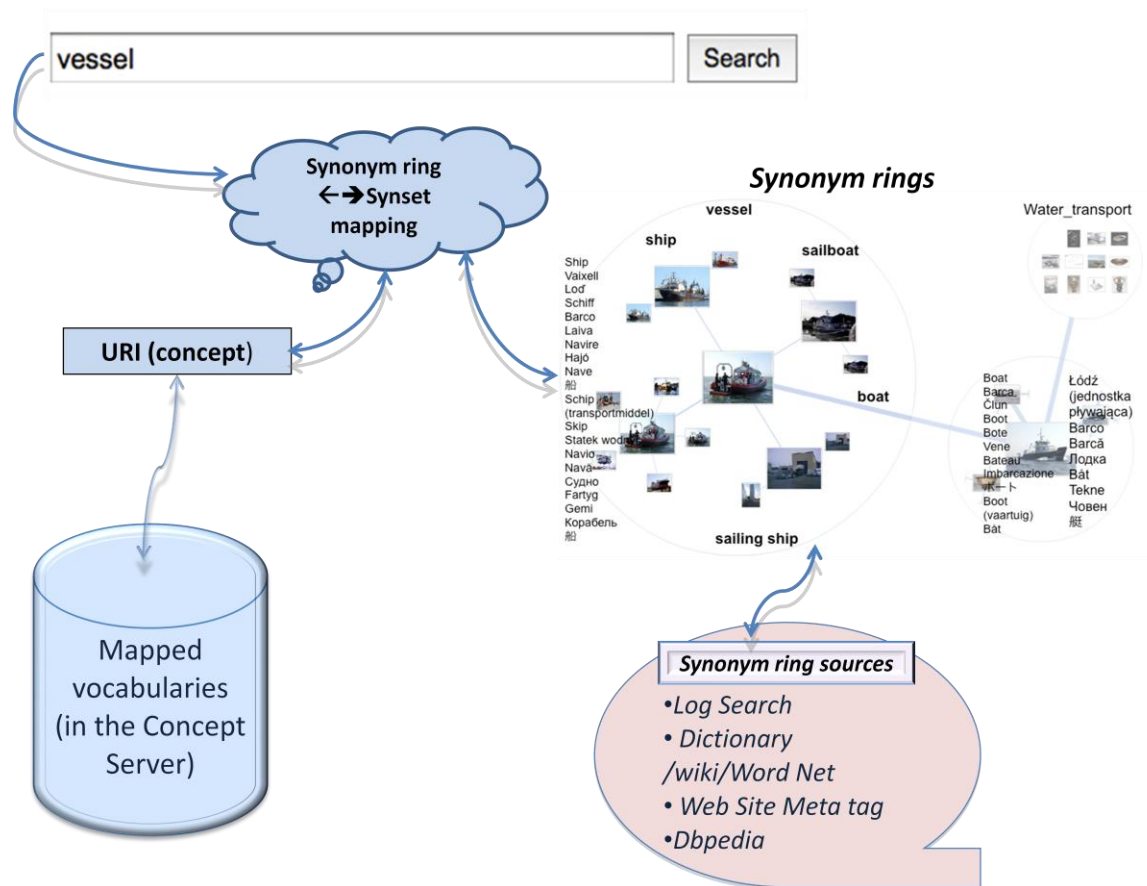 vessel
Search
Synonym ring
←→Synset
mapping
URI (concept)
Mapped
vocabularies
(in the Concept
Server)
Synonym rings
vessel
ship
sailboat
boat
sailing ship
Ship
Vaixell
Loď
Schiff
Barco
Laiva
Navire
Hajó
Nave
船
Schip
(transportmiddel)
Skip
Statek wodny
Navio
Navă
Судно
Fartyg
Gemi
Корабель
船
Water_transport
Boat
Barca
Člun
Boot
Bote
Vene
Bateau
Imbarcazione
ボート
Boot
(vaartuig)
Båt
Łódź
(jednostka
pływająca)
Barco
Barcă
Лодка
Båt
Tekne
Човен
艇
Synonym ring sources
•Log Search
• Dictionary
/wiki/Word Net
• Web Site Meta tag
•Dbpedia